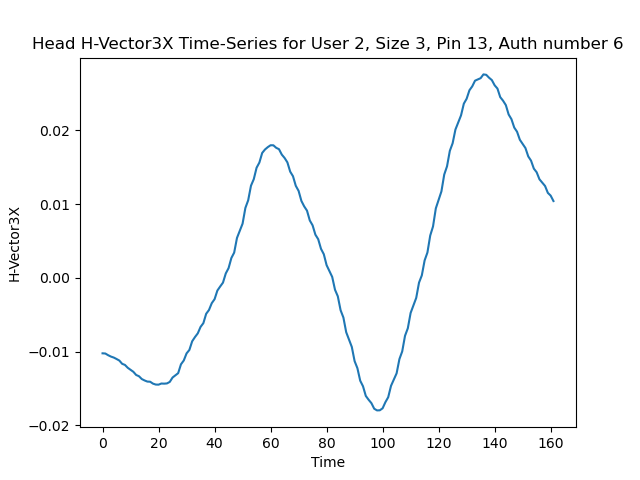 Head H-Vector3X Time-Series for User 2, Size 3, Pin 13, Auth number 6
H-Vector3X
0.02
0.01
0.00
−0.01
−0.02
0 20 40 60 80 100 120 140 160
Time